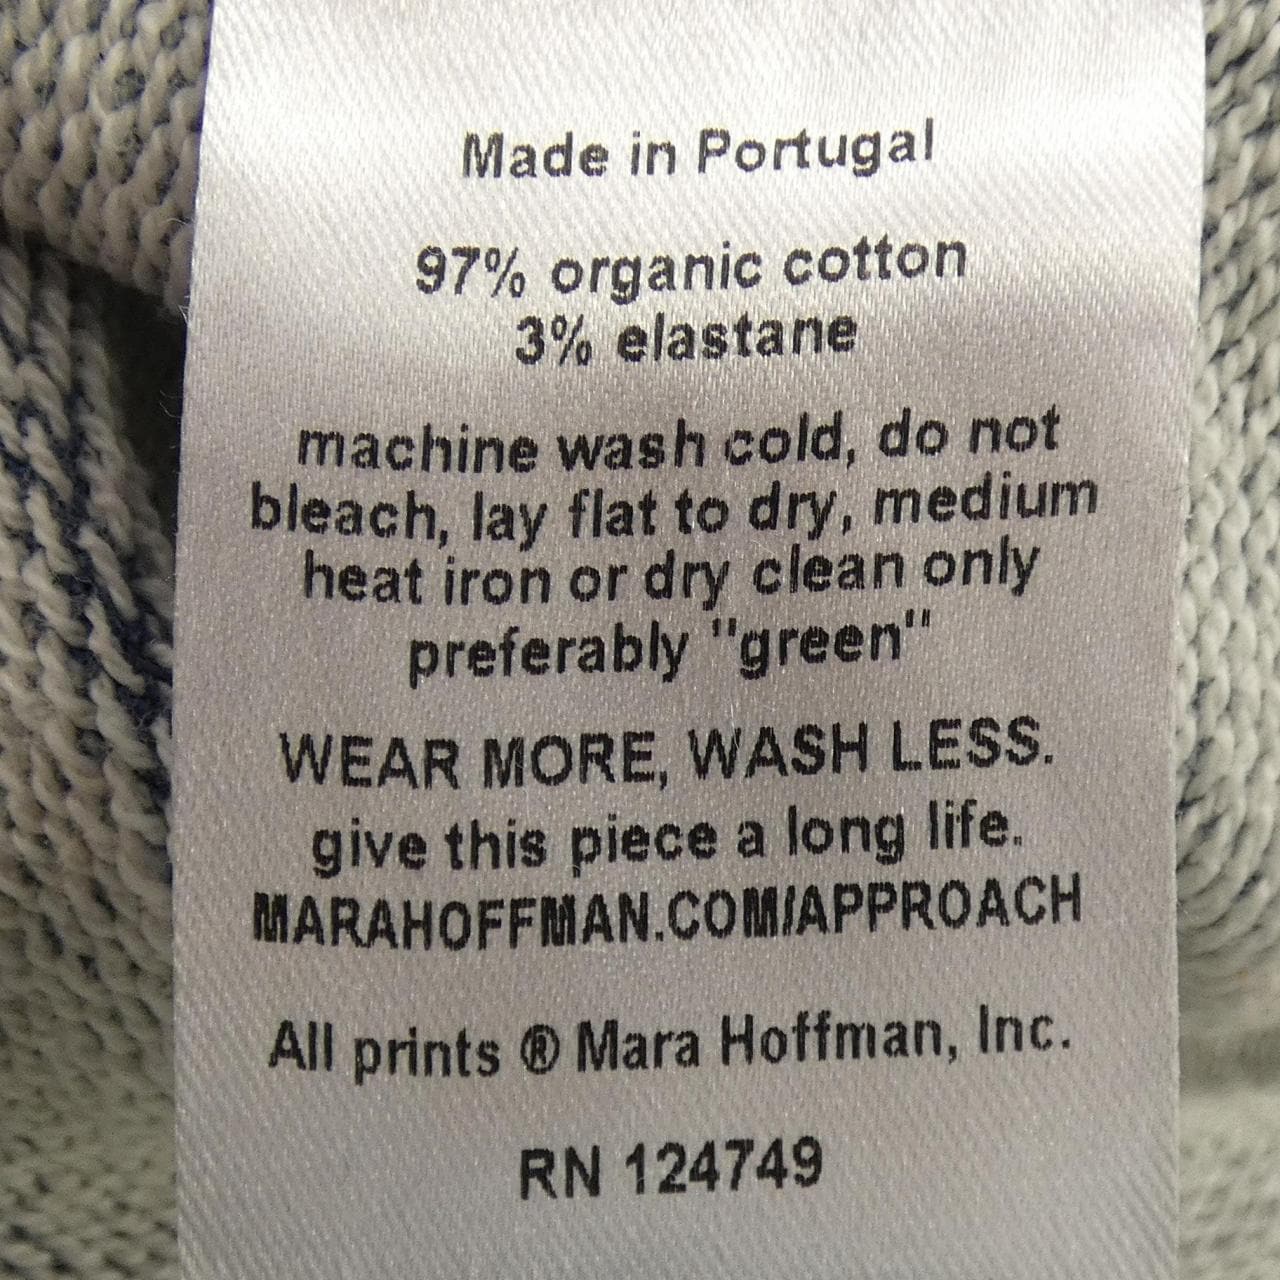 Made in Portugal
97% organic cotton
3% elastane
machine wash cold, do not
bleach, lay flat to dry, medium
heat iron or dry clean only
preferably "green"
WEAR MORE, WASH LESS.
give this piece a long life.
MARAHOFFMAN.COM/APPROACH
All prints ® Mara Hoffman, Inc.
RN 124749